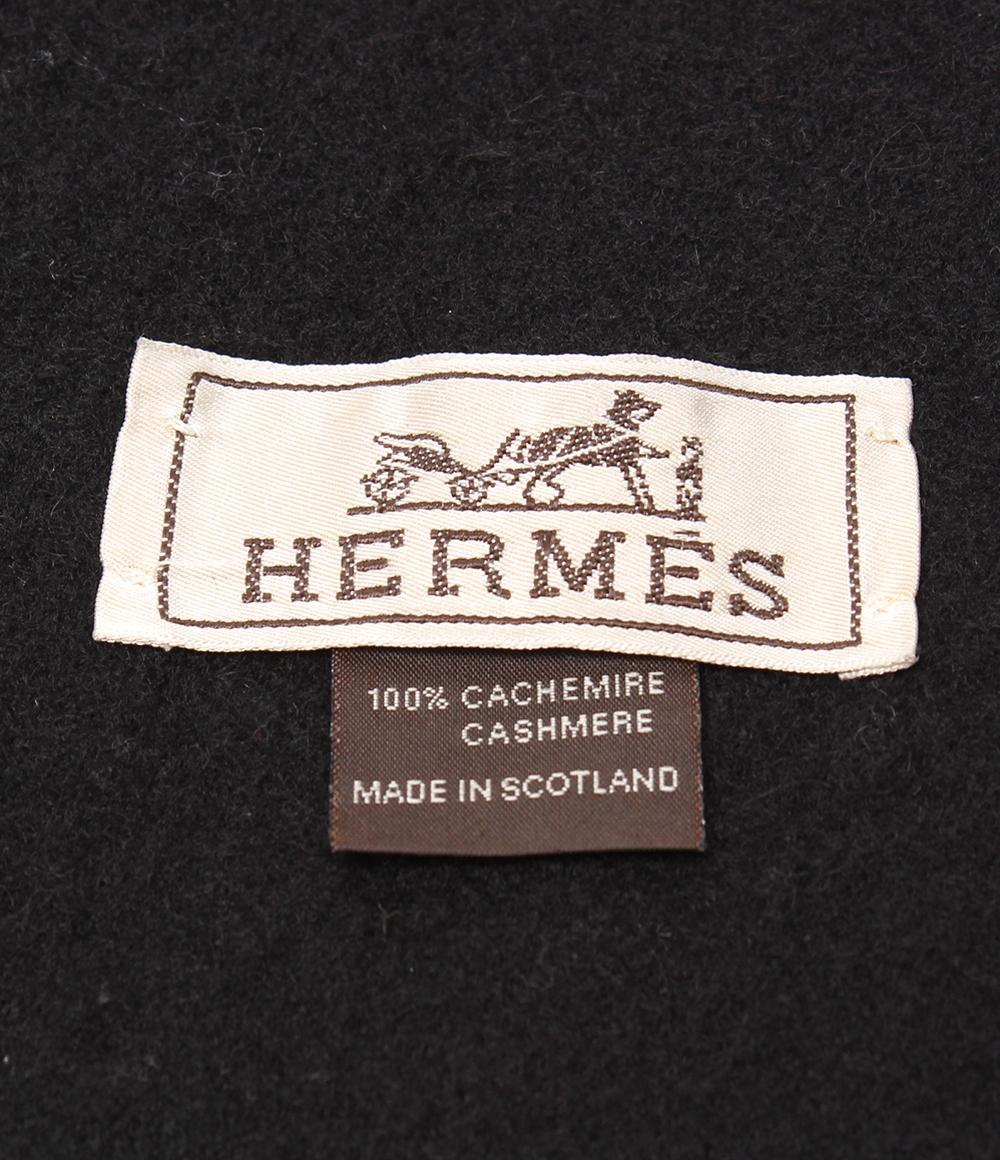 HERMÈS
100% CACHEMIRE
CASHMERE
MADE IN SCOTLAND